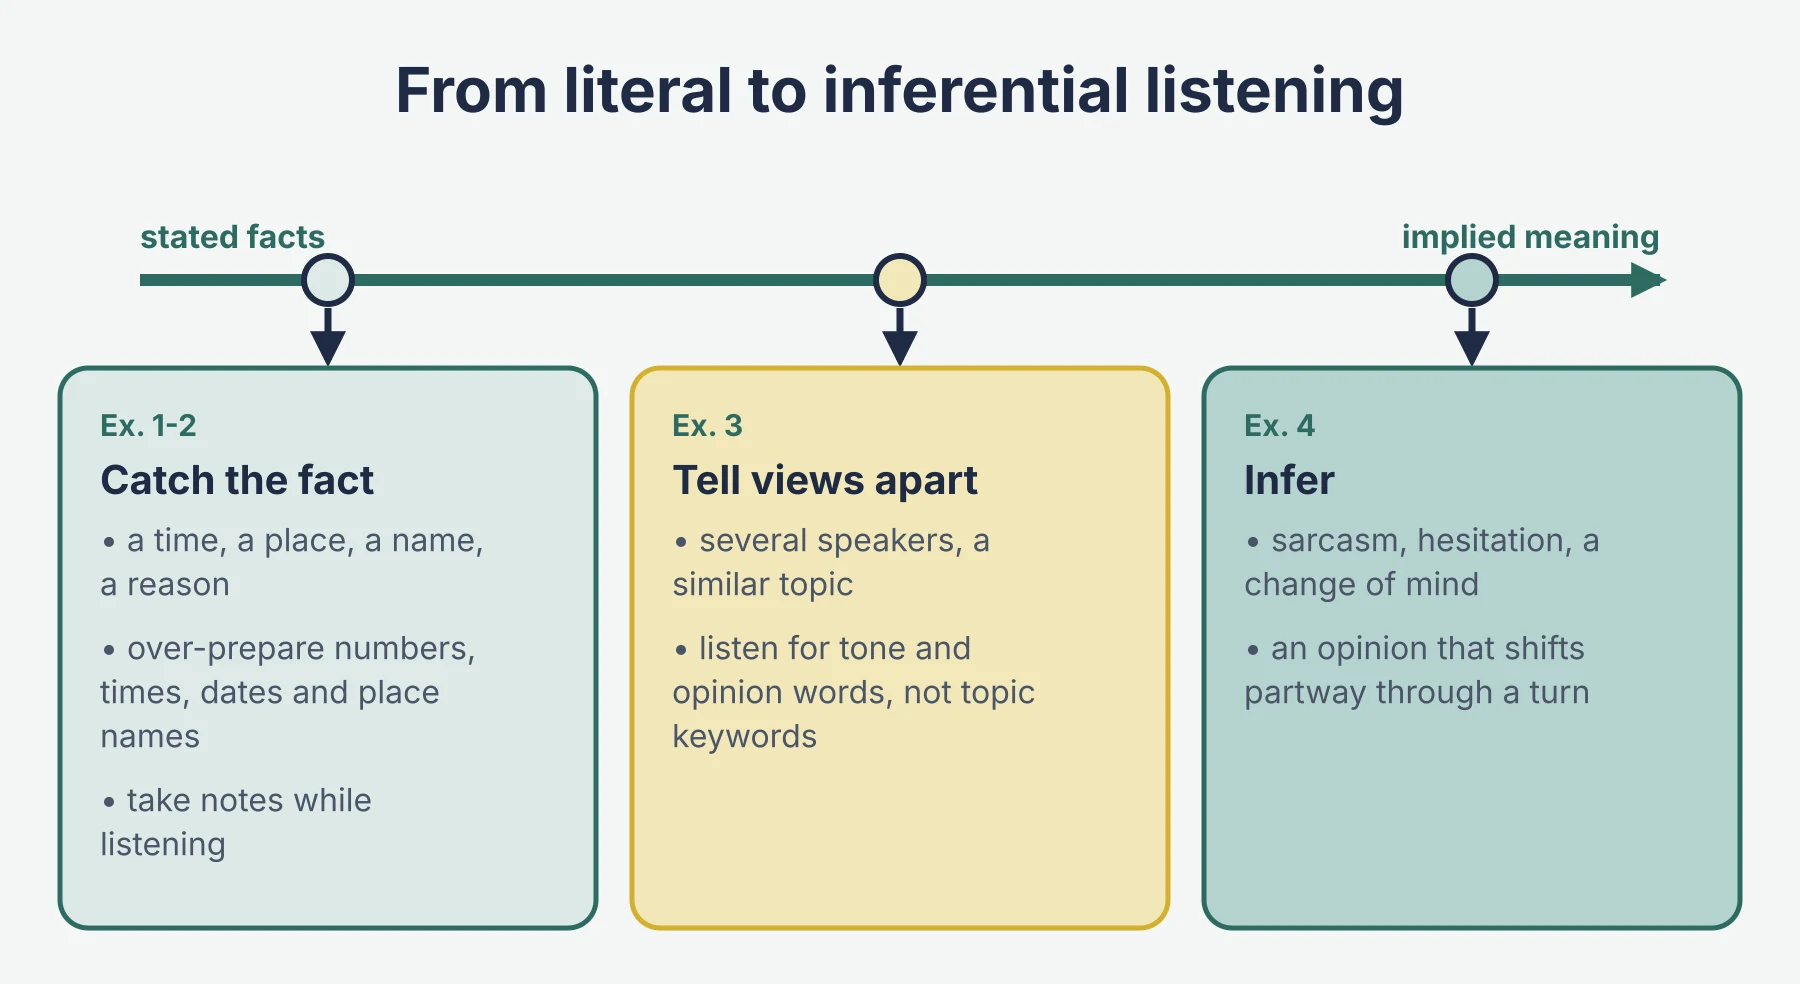 From literal to inferential listening
stated facts
implied meaning
Ex. 1-2
Catch the fact
• a time, a place, a name,
a reason
• over-prepare numbers,
times, dates and place
names
• take notes while
listening
Ex. 3
Tell views apart
• several speakers, a
similar topic
• listen for tone and
opinion words, not topic
keywords
Ex. 4
Infer
• sarcasm, hesitation, a
change of mind
• an opinion that shifts
partway through a turn